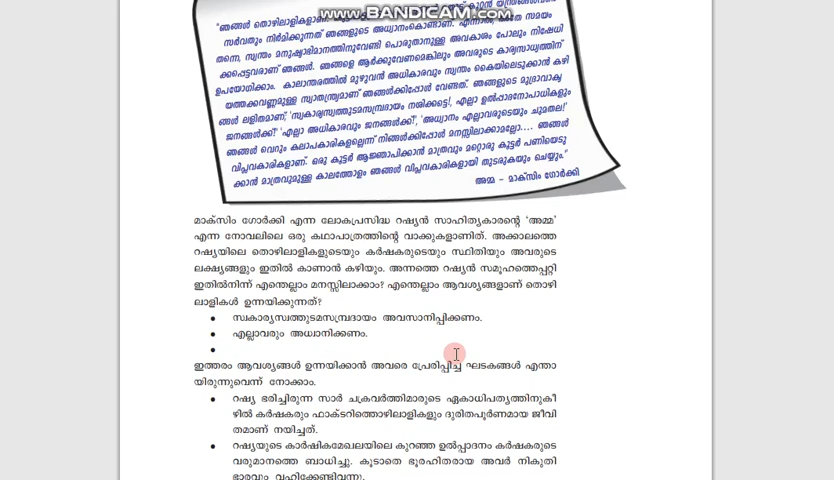 www.BANDICAM.com
"ഞങ്ങൾ തൊഴിലാളികളാണ്.
സർവതും നിർമിക്കുന്നത് ഞങ്ങളുടെ അധ്വാനംകൊണ്ടാണ്. എന്നാൽ, അതേ സമയം
തന്നെ, സ്വന്തം മനുഷ്യാഭിമാനത്തിനുവേണ്ടി പൊരുതാനുള്ള അവകാശം പോലും നിഷേധി
ക്കപ്പെട്ടവരാണ് ഞങ്ങൾ. ഞങ്ങളെ ആർക്കുവേണമെങ്കിലും അവരുടെ കാര്യസാധ്യത്തിന്
ഉപയോഗിക്കാം. കാലാന്തരത്തിൽ മുഴുവൻ അധികാരവും സ്വന്തം കൈയിലെടുക്കാൻ കഴി
യത്തക്കവണ്ണമുള്ള സ്വാതന്ത്ര്യമാണ് ഞങ്ങൾക്കിപ്പോൾ വേണ്ടത്. ഞങ്ങളുടെ മുദ്രാവാക്യ
ങ്ങൾ ലളിതമാണ്, 'സ്വകാര്യസ്വത്തുടമസമ്പ്രദായം നശിക്കട്ടെ!, എല്ലാ ഉൽപ്പാദനോപാധികളും
ജനങ്ങൾക്ക്!' 'എല്ലാ അധികാരവും ജനങ്ങൾക്ക്!', 'അധ്വാനം എല്ലാവരുടെയും ചുമതല!'
ഞങ്ങൾ വെറും കലാപകാരികളല്ലെന്ന് നിങ്ങൾക്കിപ്പോൾ മനസ്സിലാക്കാമല്ലോ.... ഞങ്ങൾ
വിപ്ലവകാരികളാണ്. ഒരു കൂട്ടർ ആജ്ഞാപിക്കാൻ മാത്രവും മറ്റൊരു കൂട്ടർ പണിയെടു
ക്കാൻ മാത്രവുമുള്ള കാലത്തോളം ഞങ്ങൾ വിപ്ലവകാരികളായി തുടരുകയും ചെയ്യും."
അമ്മ – മാക്സിം ഗോർക്കി
മാക്സിം ഗോർക്കി എന്ന ലോകപ്രസിദ്ധ റഷ്യൻ സാഹിത്യകാരന്റെ 'അമ്മ'
എന്ന നോവലിലെ ഒരു കഥാപാത്രത്തിന്റെ വാക്കുകളാണിത്. അക്കാലത്തെ
റഷ്യയിലെ തൊഴിലാളികളുടെയും കർഷകരുടെയും സ്ഥിതിയും അവരുടെ
ലക്ഷ്യങ്ങളും ഇതിൽ കാണാൻ കഴിയും. അന്നത്തെ റഷ്യൻ സമൂഹത്തെപ്പറ്റി
ഇതിൽനിന്ന് എന്തെല്ലാം മനസ്സിലാക്കാം? എന്തെല്ലാം ആവശ്യങ്ങളാണ് തൊഴി
ലാളികൾ ഉന്നയിക്കുന്നത്?
• സ്വകാര്യസ്വത്തുടമസമ്പ്രദായം അവസാനിപ്പിക്കണം.
• എല്ലാവരും അധ്വാനിക്കണം.
•
ഇത്തരം ആവശ്യങ്ങൾ ഉന്നയിക്കാൻ അവരെ പ്രേരിപ്പിച്ച ഘടകങ്ങൾ എന്താ
യിരുന്നുവെന്ന് നോക്കാം.
• റഷ്യ ഭരിച്ചിരുന്ന സാർ ചക്രവർത്തിമാരുടെ ഏകാധിപത്യത്തിനുകീ
ഴിൽ കർഷകരും ഫാക്ടറിത്തൊഴിലാളികളും ദുരിതപൂർണമായ ജീവി
തമാണ് നയിച്ചത്.
• റഷ്യയുടെ കാർഷികമേഖലയിലെ കുറഞ്ഞ ഉൽപ്പാദനം കർഷകരുടെ
വരുമാനത്തെ ബാധിച്ചു. കൂടാതെ ഭൂരഹിതരായ അവർ നികുതി
ഭാരവും വഹിക്കേണ്ടിവന്നു.